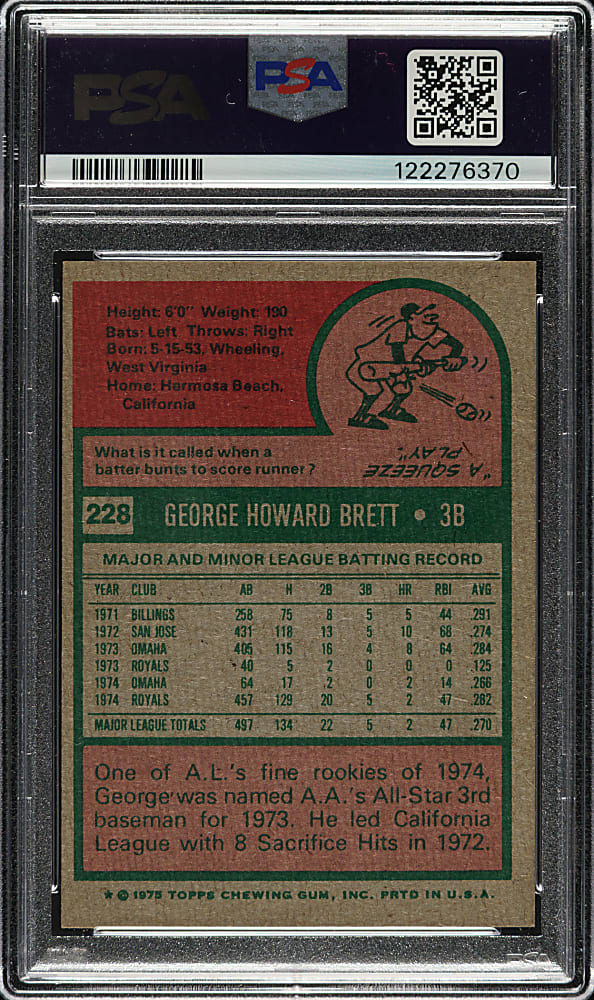 PSA
PSA
122276370
Height: 6'0" Weight: 190
Bats: Left Throws: Right
Born: 5-15-53, Wheeling,
West Virginia
Home: Hermosa Beach,
California
What is it called when a
batter bunts to score runner?
"A SQUEEZE
PLAY".
228 GEORGE HOWARD BRETT • 3B
MAJOR AND MINOR LEAGUE BATTING RECORD
YEAR CLUB AB H 2B 3B HR RBI AVG
1971 BILLINGS 258 75 8 5 5 44 .291
1972 SAN JOSE 431 118 13 5 10 68 .274
1973 OMAHA 405 115 16 4 8 64 .284
1973 ROYALS 40 5 2 0 0 0 .125
1974 OMAHA 64 17 2 0 2 14 .266
1974 ROYALS 457 129 20 5 2 47 .282
MAJOR LEAGUE TOTALS 497 134 22 5 2 47 .270
One of A.L.'s fine rookies of 1974,
George was named A.A.'s All-Star 3rd
baseman for 1973. He led California
League with 8 Sacrifice Hits in 1972.
★ © 1975 TOPPS CHEWING GUM, INC. PRTD IN U.S.A.